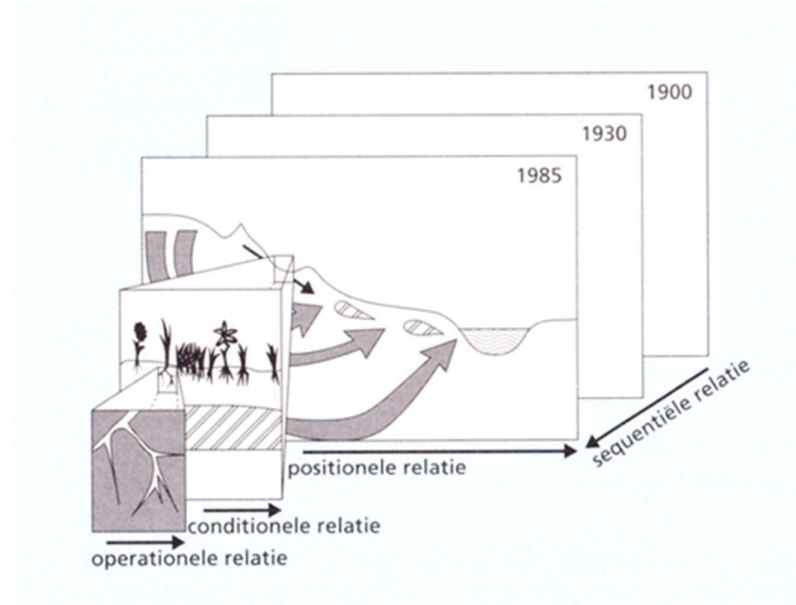 1900
1930
1985
sequentiële relatie
positionele relatie
conditionele relatie
operationele relatie